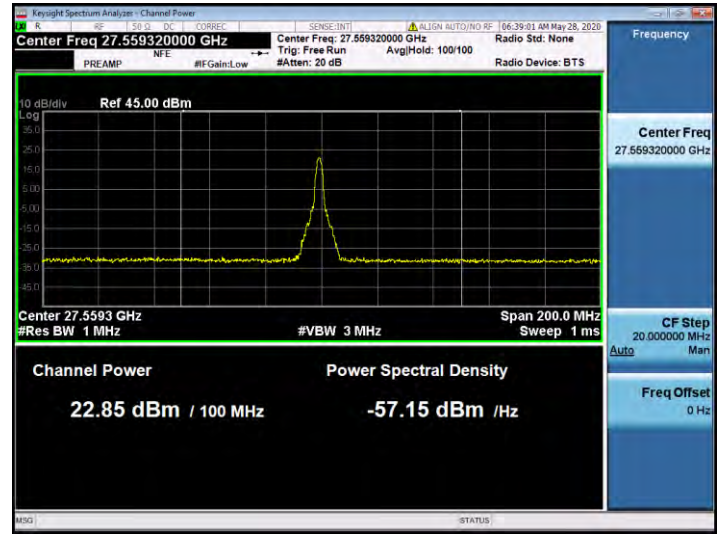 Keysight Spectrum Analyzer - Channel Power
R RF 50 Ω DC CORREC SENSE:INT ALIGN AUTO/NO RF 06:39:01 AM May 28, 2020
Center Freq 27.559320000 GHz
NFE
PREAMP #IFGain:Low
Center Freq: 27.559320000 GHz
Trig: Free Run Avg|Hold: 100/100
#Atten: 20 dB
Radio Std: None
Radio Device: BTS
Frequency
10 dB/div Ref 45.00 dBm
Log
35.0
25.0
15.0
5.00
-5.00
-15.0
-25.0
-35.0
-45.0
Center 27.5593 GHz Span 200.0 MHz
#Res BW 1 MHz #VBW 3 MHz Sweep 1 ms
Center Freq
27.559320000 GHz
CF Step
20.000000 MHz
Auto Man
Freq Offset
0 Hz
Channel Power Power Spectral Density
22.85 dBm / 100 MHz -57.15 dBm /Hz
MSG STATUS